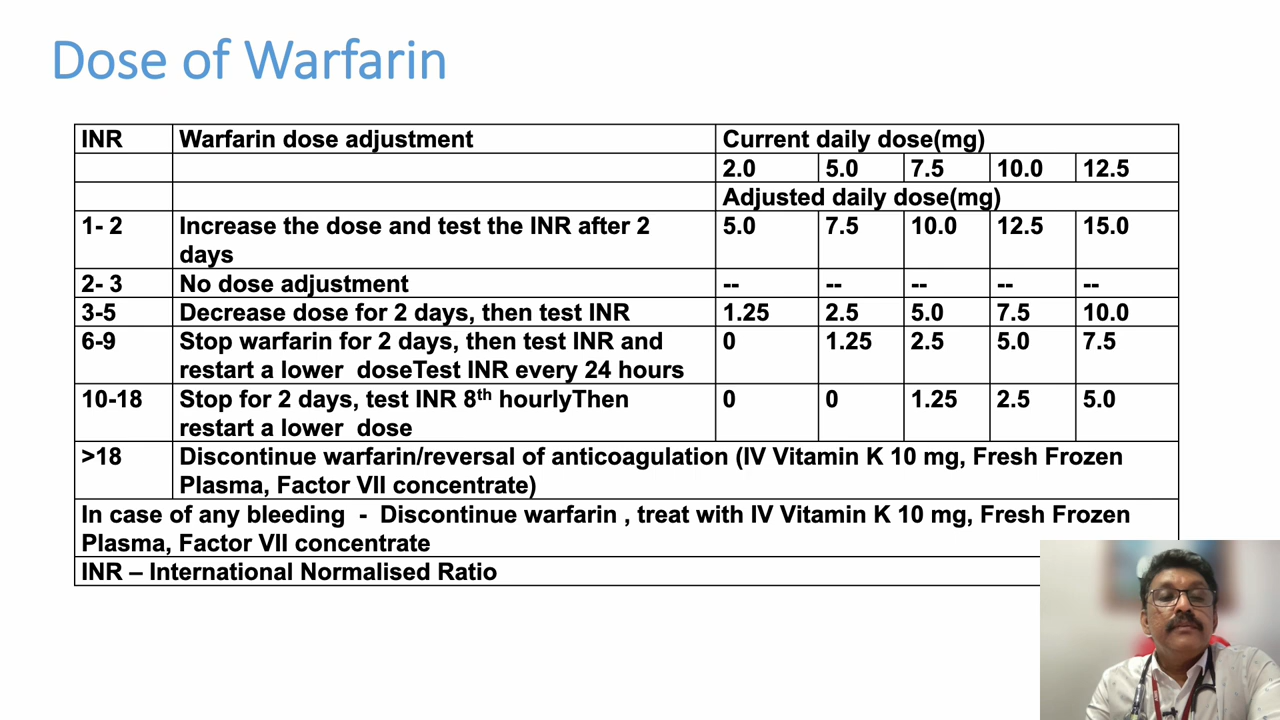 Dose of Warfarin
INR Warfarin dose adjustment Current daily dose(mg)
2.0 5.0 7.5 10.0 12.5
Adjusted daily dose(mg)
1- 2 Increase the dose and test the INR after 2 5.0 7.5 10.0 12.5 15.0
days
2- 3 No dose adjustment -- -- -- -- --
3-5 Decrease dose for 2 days, then test INR 1.25 2.5 5.0 7.5 10.0
6-9 Stop warfarin for 2 days, then test INR and 0 1.25 2.5 5.0 7.5
restart a lower doseTest INR every 24 hours
10-18 Stop for 2 days, test INR 8th hourlyThen 0 0 1.25 2.5 5.0
restart a lower dose
>18 Discontinue warfarin/reversal of anticoagulation (IV Vitamin K 10 mg, Fresh Frozen
Plasma, Factor VII concentrate)
In case of any bleeding - Discontinue warfarin , treat with IV Vitamin K 10 mg, Fresh Frozen
Plasma, Factor VII concentrate
INR – International Normalised Ratio